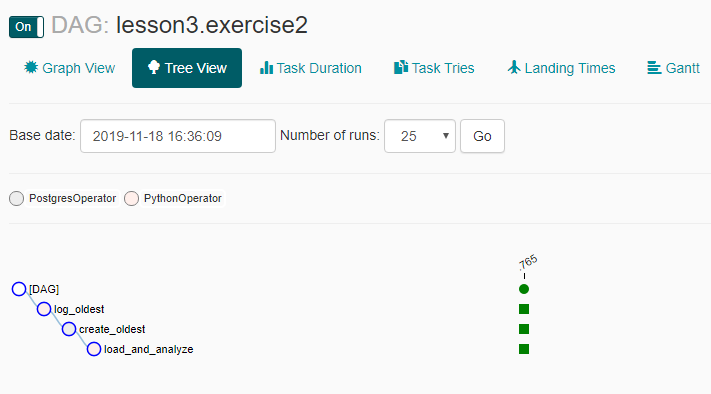 On DAG: lesson3.exercise2
Graph View Tree View Task Duration Task Tries Landing Times Gantt
Base date: 2019-11-18 16:36:09 Number of runs: 25 Go
PostgresOperator PythonOperator
.765
[DAG]
log_oldest
create_oldest
load_and_analyze